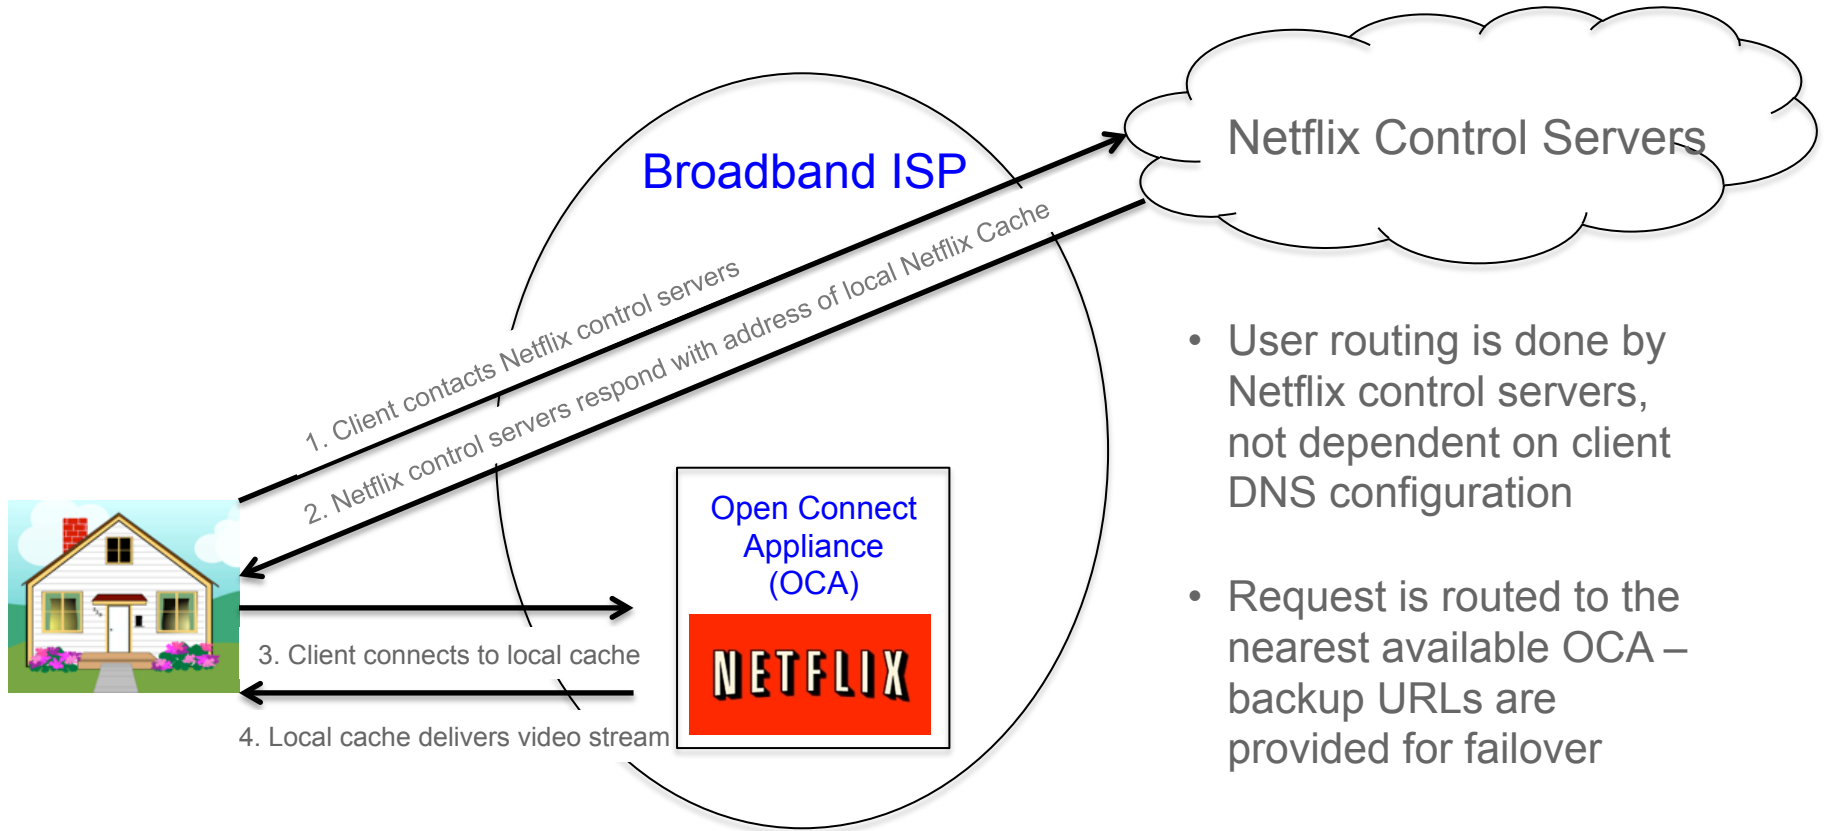 Netflix Control Servers
Broadband ISP
1. Client contacts Netflix control servers
2. Netflix control servers respond with address of local Netflix Cache
Open Connect
Appliance
(OCA)
NETFLIX
3. Client connects to local cache
4. Local cache delivers video stream
• User routing is done by
Netflix control servers,
not dependent on client
DNS configuration
• Request is routed to the
nearest available OCA –
backup URLs are
provided for failover